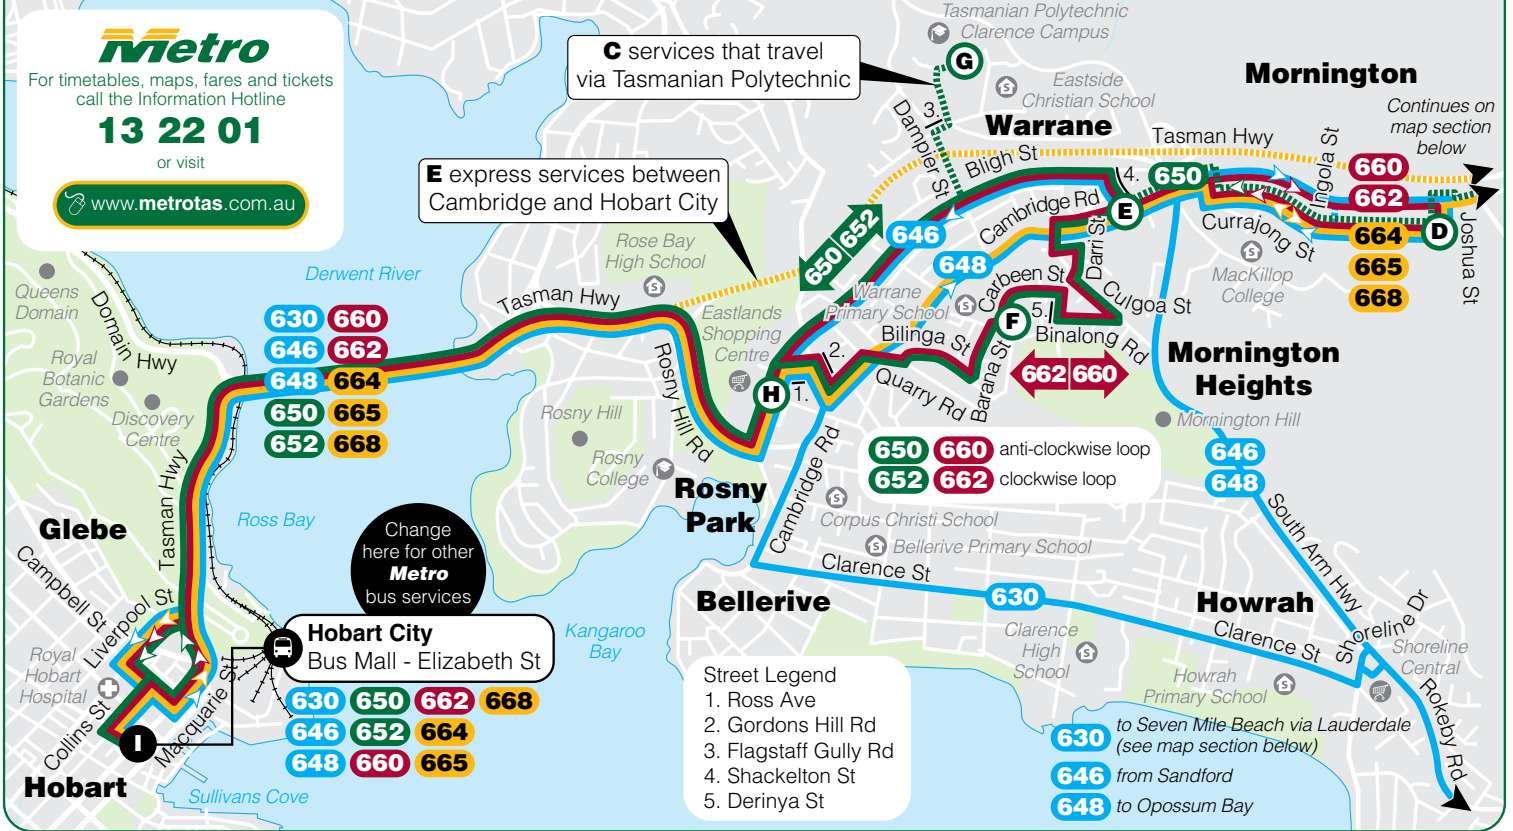 Metro
For timetables, maps, fares and tickets
call the Information Hotline
13 22 01
or visit
www.metrotas.com.au
C services that travel
via Tasmanian Polytechnic
E express services between
Cambridge and Hobart City
Tasmanian Polytechnic
Clarence Campus
G
Eastside
Christian School
Mornington
Continues on
map section
below
Warrane
Tasman Hwy
Dampier St
3.
Bligh St
4.
650
Ingola St
660
662
664
665
668
D
Joshua St
Currajong St
MacKillop
College
Cambridge Rd
E
Darri St
Carbeen St
Culgoa St
646
648
650 652
Rose Bay
High School
Tasman Hwy
Eastlands
Shopping
Centre
Warrane
Primary School
Bilinga St
F
5.
Binalong Rd
Barana St
Quarry Rd
2.
1.
H
662 660
Mornington
Heights
Mornington Hill
646
648
650 660 anti-clockwise loop
652 662 clockwise loop
Derwent River
Queens
Domain
Domain Hwy
Royal
Botanic
Gardens
Discovery
Centre
630 660
646 662
648 664
650 665
652 668
Rosny Hill Rd
Rosny Hill
Rosny
College
Rosny
Park
Cambridge Rd
Corpus Christi School
Bellerive Primary School
Clarence St
Bellerive
630
South Arm Hwy
Howrah
Clarence St
Shoreline Dr
Shoreline
Central
Clarence
High
School
Howrah
Primary School
Rokeby Rd
Glebe
Tasman Hwy
Ross Bay
Campbell St
Liverpool St
Royal
Hobart
Hospital
Collins St
Macquarie St
I
Hobart
Sullivans Cove
Change
here for other
Metro
bus services
Hobart City
Bus Mall - Elizabeth St
630 650 662 668
646 652 664
648 660 665
Kangaroo
Bay
Street Legend
1. Ross Ave
2. Gordons Hill Rd
3. Flagstaff Gully Rd
4. Shackelton St
5. Derinya St
630 to Seven Mile Beach via Lauderdale
(see map section below)
646 from Sandford
648 to Opossum Bay